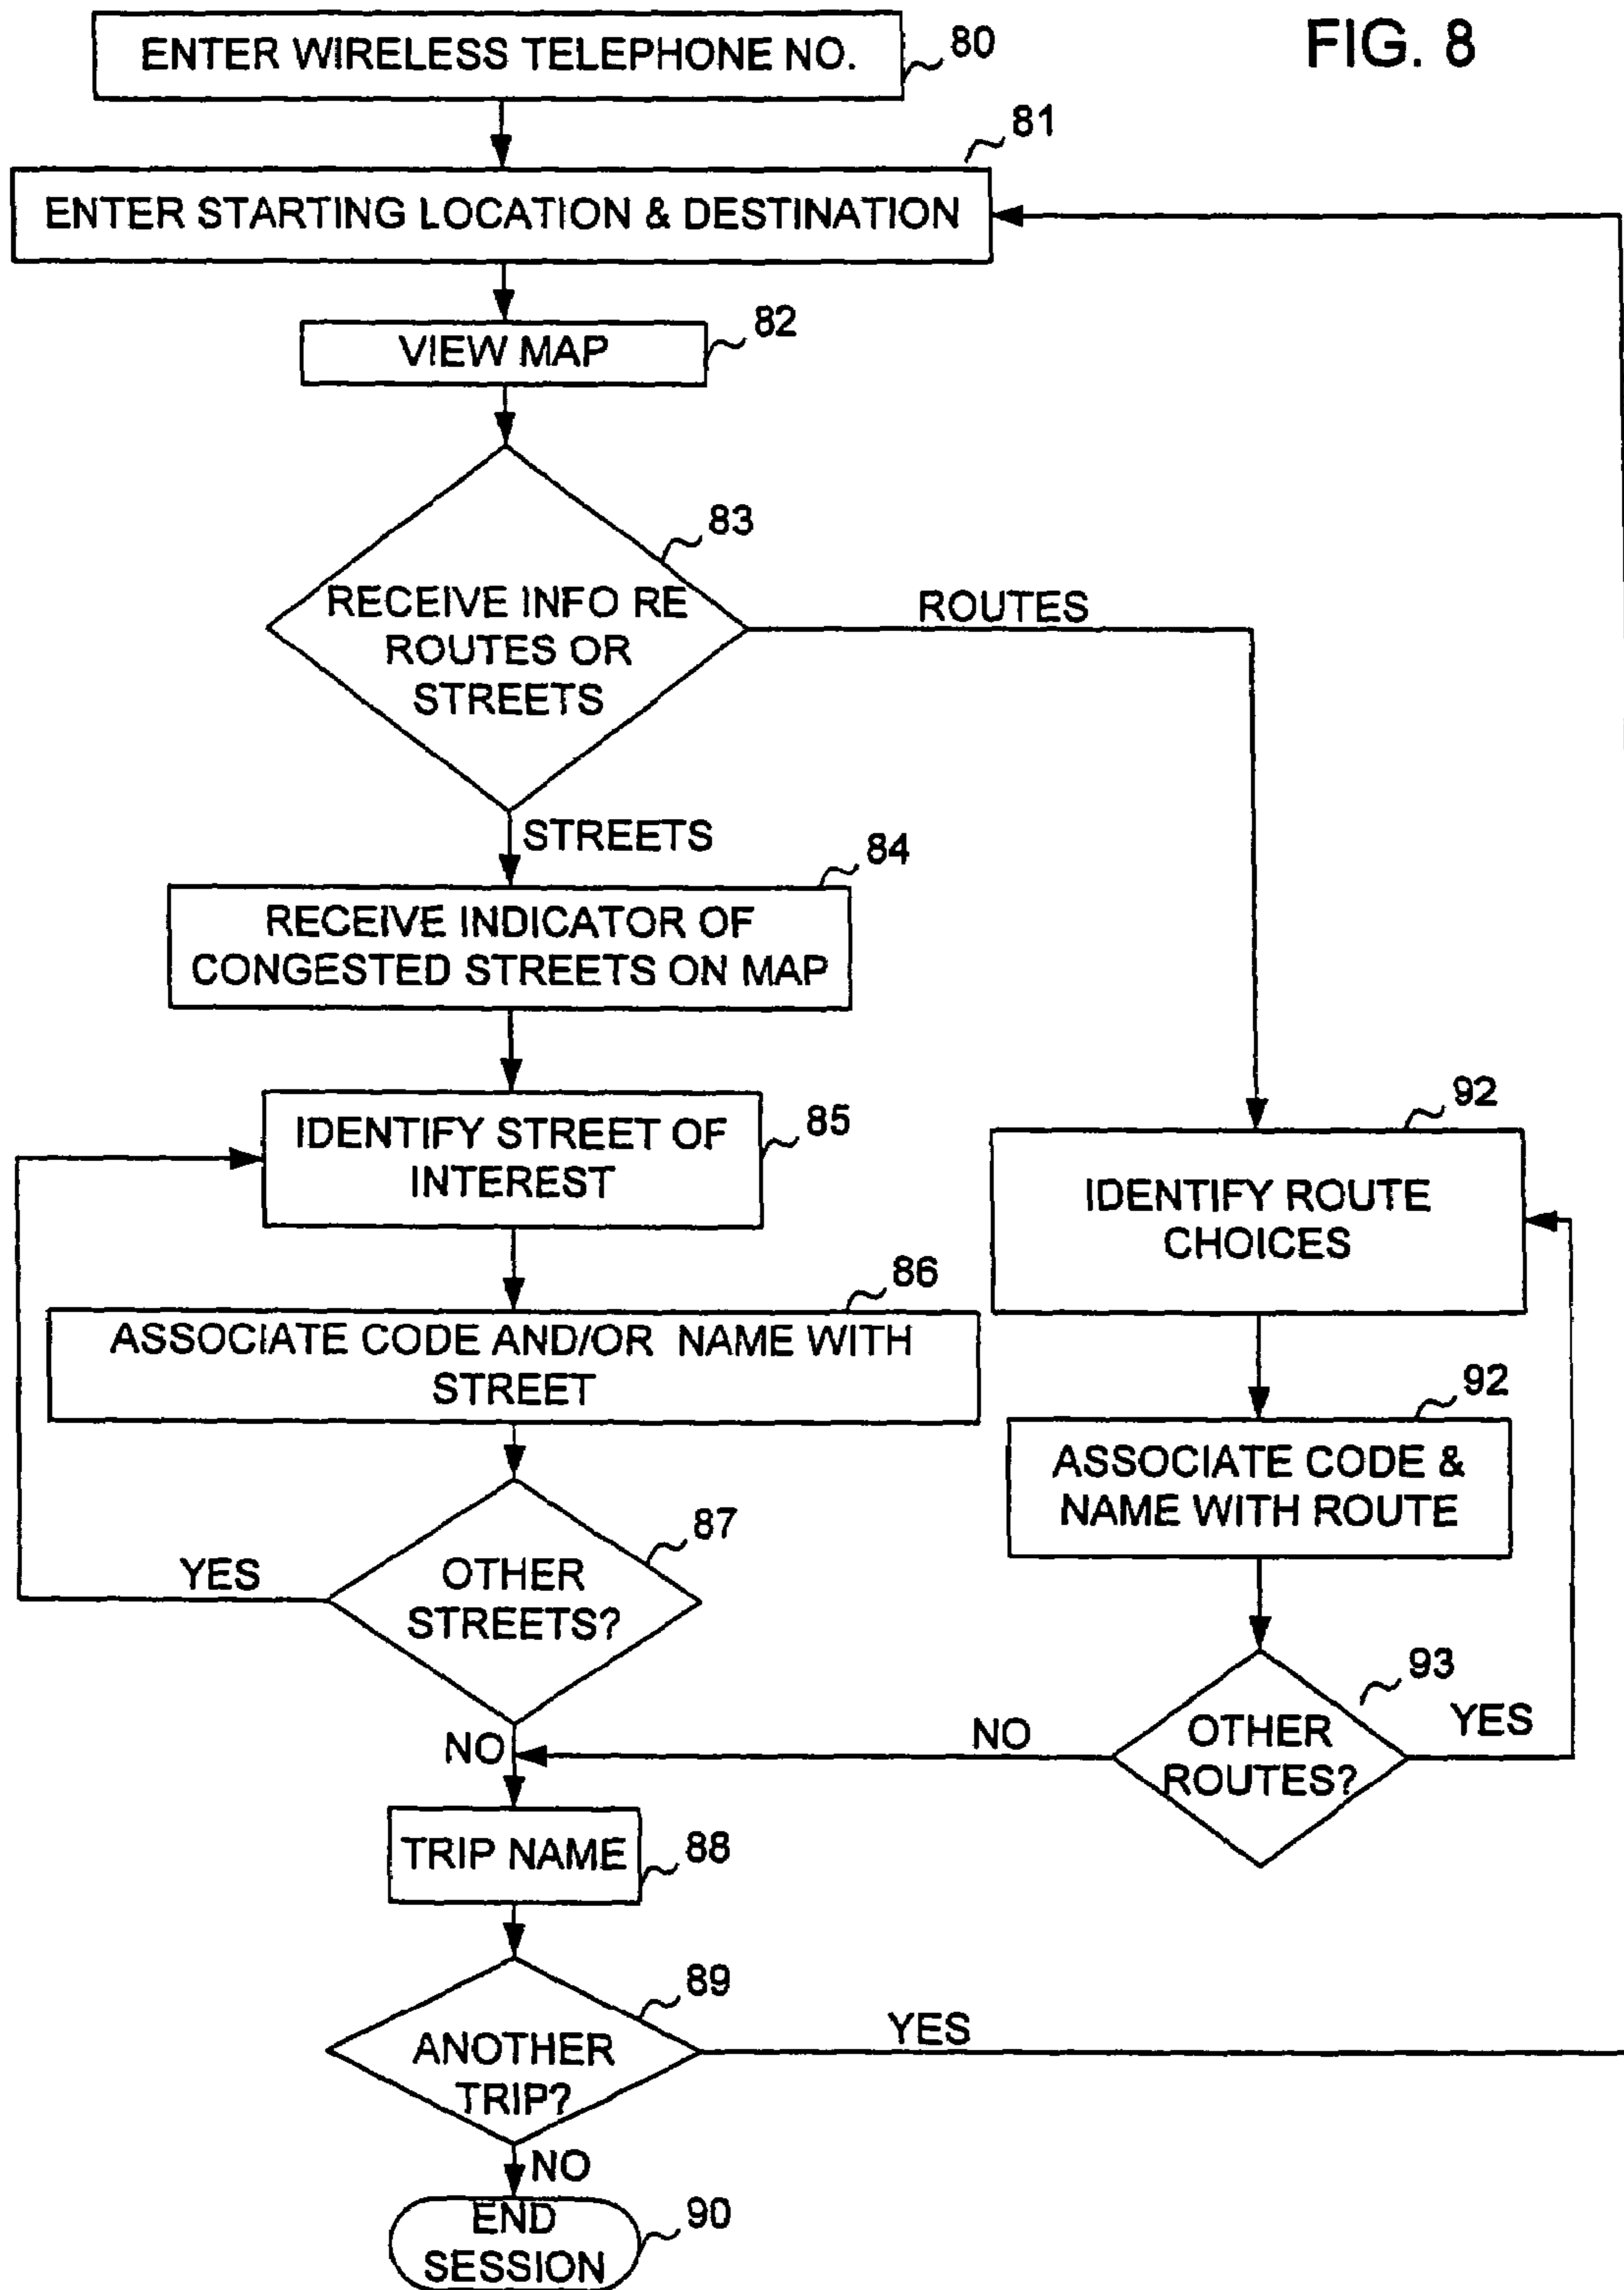 FIG. 8
ENTER WIRELESS TELEPHONE NO.
80
81
ENTER STARTING LOCATION & DESTINATION
VIEW MAP
82
83
RECEIVE INFO RE
ROUTES OR
STREETS
ROUTES
STREETS
84
RECEIVE INDICATOR OF
CONGESTED STREETS ON MAP
IDENTIFY STREET OF
INTEREST
85
86
ASSOCIATE CODE AND/OR NAME WITH
STREET
87
OTHER
STREETS?
YES
NO
92
IDENTIFY ROUTE
CHOICES
92
ASSOCIATE CODE &
NAME WITH ROUTE
93
OTHER
ROUTES?
YES
NO
TRIP NAME
88
89
ANOTHER
TRIP?
YES
NO
END
SESSION
90